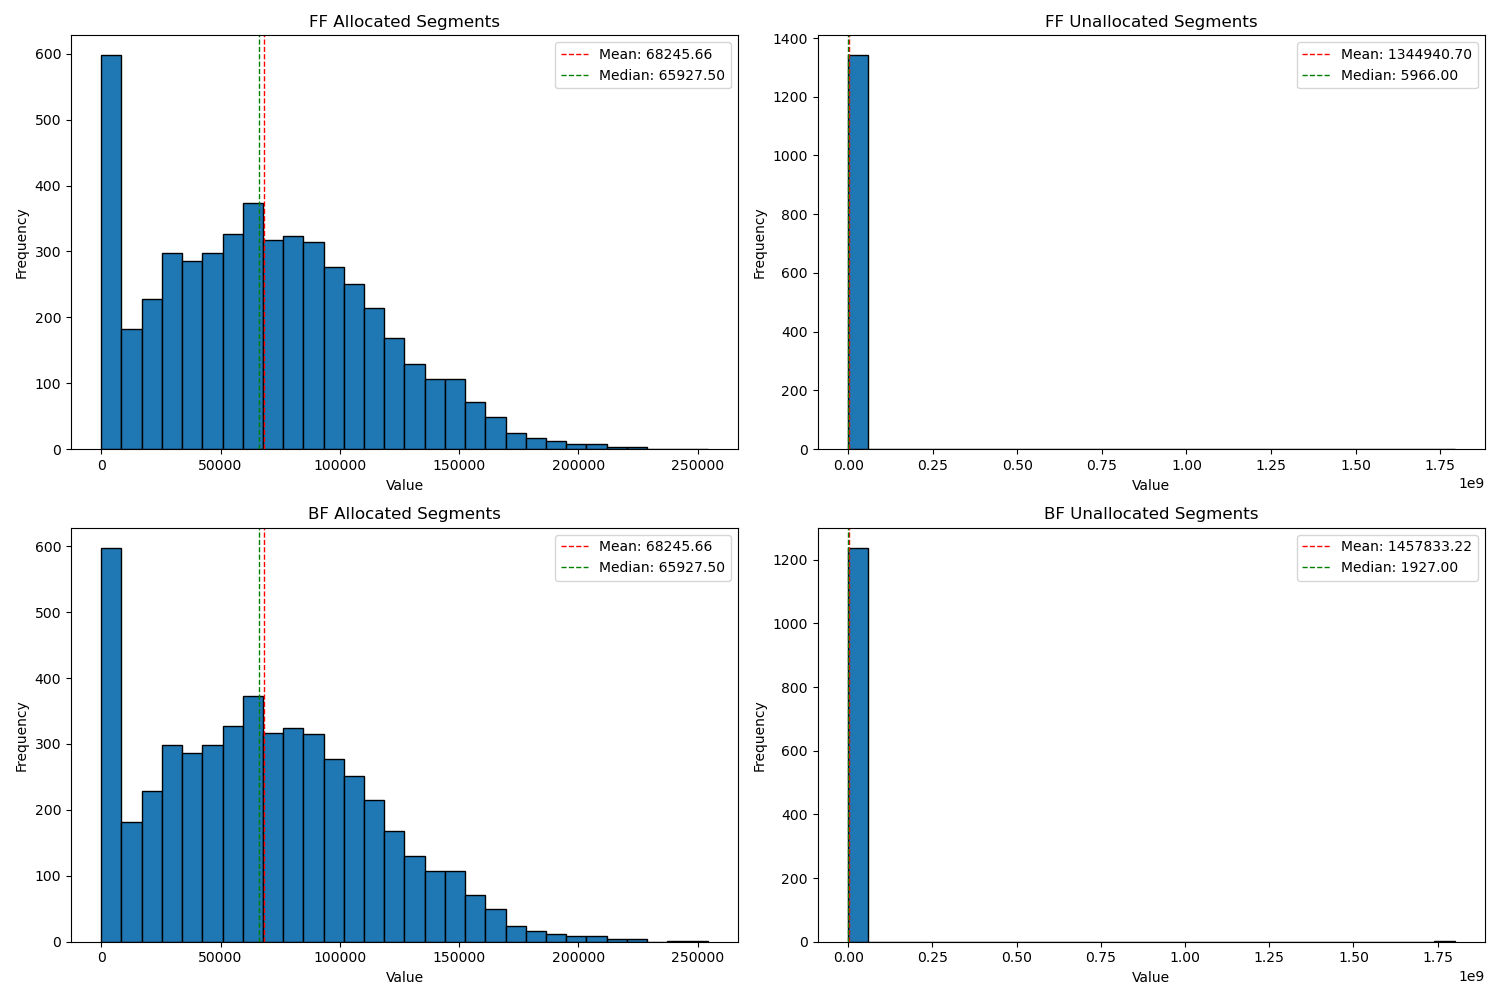 FF Allocated Segments
Mean: 68245.66
Median: 65927.50
Frequency
600
500
400
300
200
100
0
0 50000 100000 150000 200000 250000
Value
FF Unallocated Segments
Mean: 1344940.70
Median: 5966.00
Frequency
1400
1200
1000
800
600
400
200
0
0.00 0.25 0.50 0.75 1.00 1.25 1.50 1.75
1e9
Value
BF Allocated Segments
Mean: 68245.66
Median: 65927.50
Frequency
600
500
400
300
200
100
0
0 50000 100000 150000 200000 250000
Value
BF Unallocated Segments
Mean: 1457833.22
Median: 1927.00
Frequency
1200
1000
800
600
400
200
0
0.00 0.25 0.50 0.75 1.00 1.25 1.50 1.75
1e9
Value